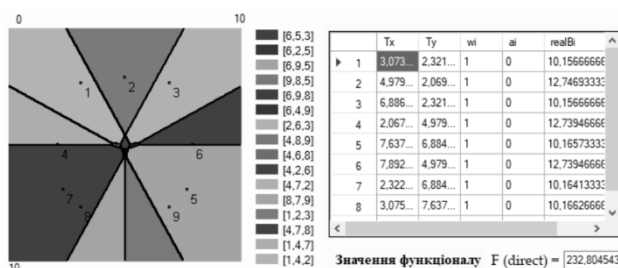 0 10
1 2 3
4 6
7 5
8 9
10
[6,5,3]
[6,2,5]
[6,9,5]
[9,8,5]
[6,9,8]
[6,4,9]
[2,6,3]
[4,8,9]
[4,6,8]
[4,2,6]
[4,7,2]
[8,7,9]
[1,2,3]
[4,7,8]
[1,4,7]
[1,4,2]
Tx Ty wi ai realBi
1 3,073... 2,321... 1 0 10,15666666
2 4,979... 2,069... 1 0 12,74693333
3 6,886... 2,321... 1 0 10,15666666
4 2,067... 4,979... 1 0 12,73946666
5 7,637... 6,884... 1 0 10,16573333
6 7,892... 4,979... 1 0 12,73946666
7 2,322... 6,884... 1 0 10,16413333
8 3,075... 7,637... 1 0 10,16626666
Значення функціоналу F (direct) = 232,804543